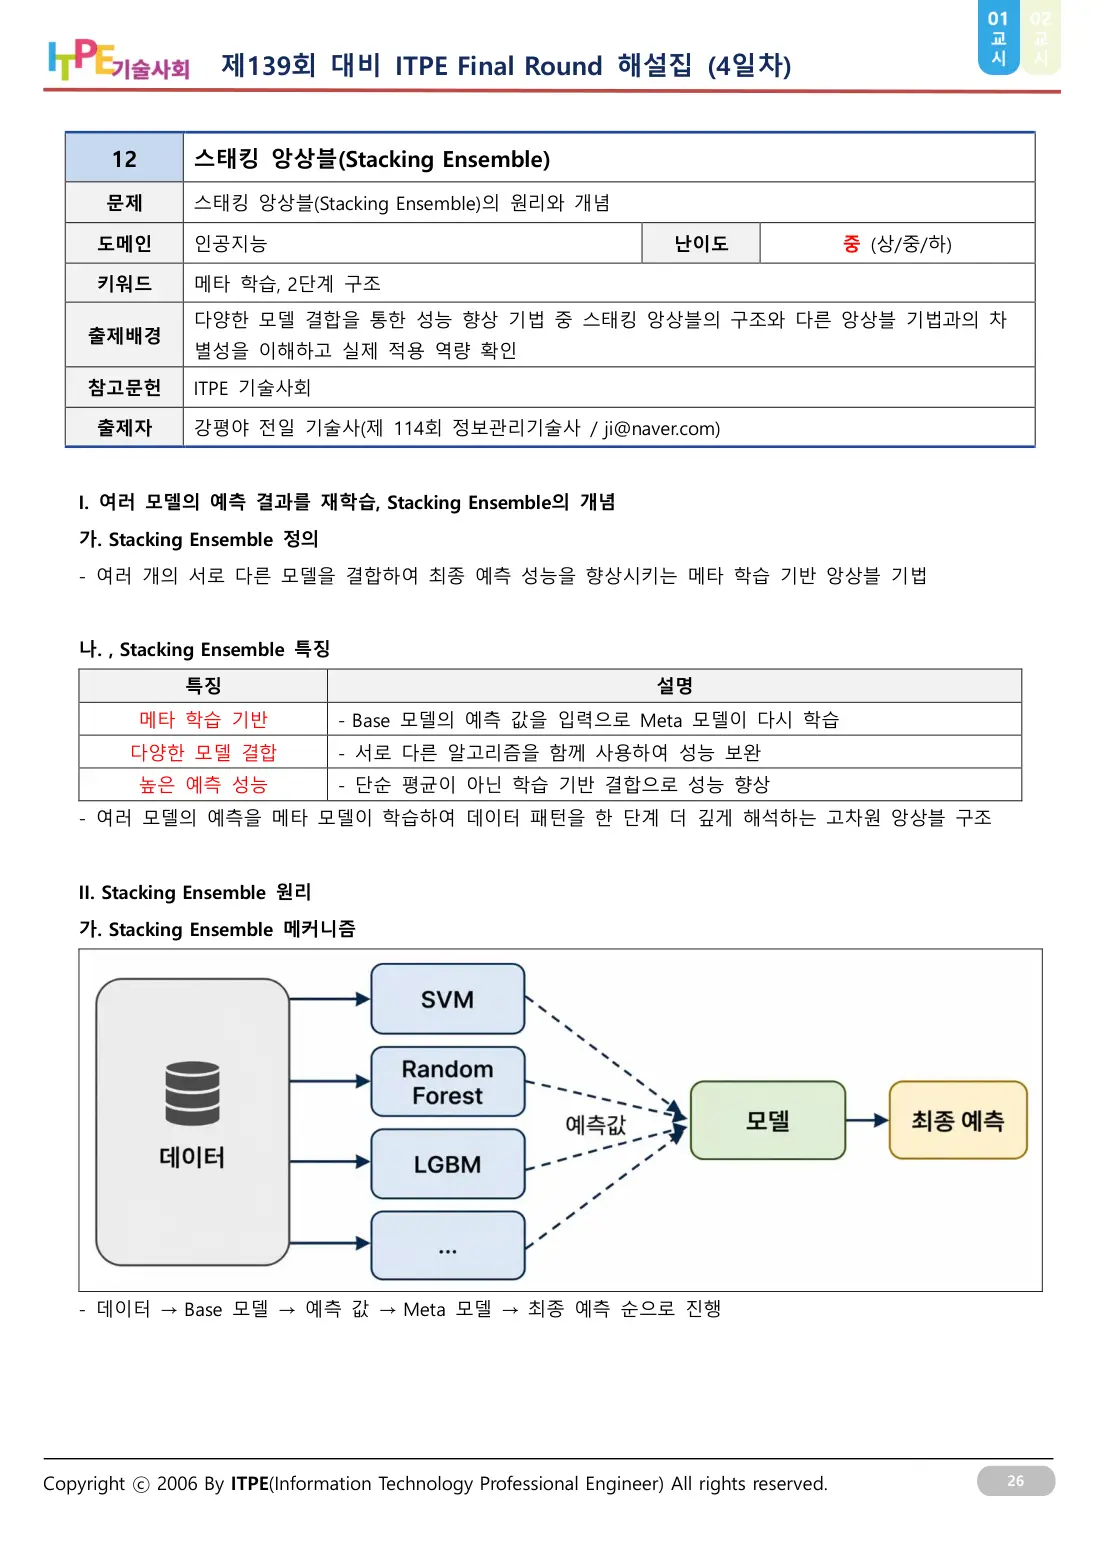 ITPE기술사회 제139회 대비 ITPE Final Round 해설집 (4일차)
01 교시
02 교시
12 스태킹 앙상블(Stacking Ensemble)
문제 스태킹 앙상블(Stacking Ensemble)의 원리와 개념
도메인 인공지능 난이도 중 (상/중/하)
키워드 메타 학습, 2단계 구조
출제배경 다양한 모델 결합을 통한 성능 향상 기법 중 스태킹 앙상블의 구조와 다른 앙상블 기법과의 차
별성을 이해하고 실제 적용 역량 확인
참고문헌 ITPE 기술사회
출제자 강평야 전일 기술사(제 114회 정보관리기술사 / ji@naver.com)
I. 여러 모델의 예측 결과를 재학습, Stacking Ensemble의 개념
가. Stacking Ensemble 정의
- 여러 개의 서로 다른 모델을 결합하여 최종 예측 성능을 향상시키는 메타 학습 기반 앙상블 기법
나. , Stacking Ensemble 특징
특징 설명
메타 학습 기반 - Base 모델의 예측 값을 입력으로 Meta 모델이 다시 학습
다양한 모델 결합 - 서로 다른 알고리즘을 함께 사용하여 성능 보완
높은 예측 성능 - 단순 평균이 아닌 학습 기반 결합으로 성능 향상
- 여러 모델의 예측을 메타 모델이 학습하여 데이터 패턴을 한 단계 더 깊게 해석하는 고차원 앙상블 구조
II. Stacking Ensemble 원리
가. Stacking Ensemble 메커니즘
데이터
SVM
Random
Forest
LGBM
...
예측값
모델
최종 예측
- 데이터 → Base 모델 → 예측 값 → Meta 모델 → 최종 예측 순으로 진행
Copyright ⓒ 2006 By ITPE(Information Technology Professional Engineer) All rights reserved.
26